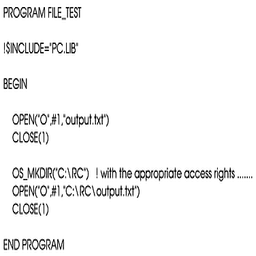 PROGRAM FILE_TEST
!$INCLUDE="PC.LIB"
BEGIN
OPEN("O",#1,"output.txt")
CLOSE(1)
OS_MKDIR("C:\RC") ! with the appropriate access rights .......
OPEN("O",#1,"C:\RC\output.txt")
CLOSE(1)
END PROGRAM